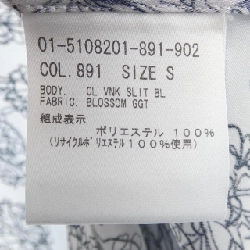 01-5108201-891-902
COL. 891 SIZE S
BODY. CL VNK SLIT BL
FABRIC. BLOSSOM GGT
組成表示
ポリエステル 100%
(リサイクルポリエステル100%使用)